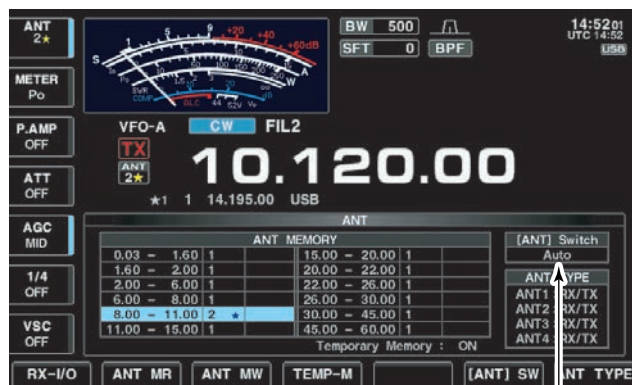 ANT
2★
METER
Po
P.AMP
OFF
ATT
OFF
AGC
MID
1/4
OFF
VSC
OFF
S 1 5 9 +20 +40 +60dB
Po
SWR
COMP
ALC 44 52V
dB
BW 500
SFT 0 BPF
14:52 01
UTC 14:52
USB
VFO-A CW FIL2
TX
ANT
2★
10.120.00
★1 1 14.195.00 USB
ANT
ANT MEMORY
0.03 – 1.60 1
1.60 – 2.00 1
2.00 – 6.00 1
6.00 – 8.00 1
8.00 – 11.00 2 ★
11.00 – 15.00 1
15.00 – 20.00 1
20.00 – 22.00 1
22.00 – 26.00 1
26.00 – 30.00 1
30.00 – 45.00 1
45.00 – 60.00 1
Temporary Memory : ON
[ANT] Switch
Auto
ANT TYPE
ANT1 RX/TX
ANT2 RX/TX
ANT3 RX/TX
ANT4 RX/TX
RX-I/O ANT MR ANT MW TEMP-M [ANT] SW ANT TYPE